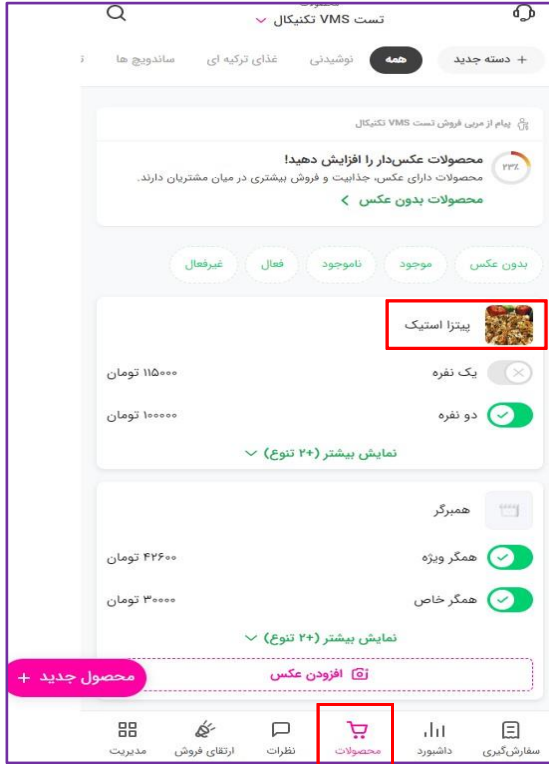 محصولات
تست VMS تکنیکال
+ دسته جدید
همه
نوشیدنی
غذای ترکیه ای
ساندویچ ها
پیام از مربی فروش تست VMS تکنیکال
۲۳٪
محصولات عکس‌دار را افزایش دهید!
محصولات دارای عکس، جذابیت و فروش بیشتری در میان مشتریان دارند.
محصولات بدون عکس
بدون عکس
موجود
ناموجود
فعال
غیرفعال
پیتزا استیک
یک نفره
۱۱۵۰۰۰ تومان
دو نفره
۱۰۰۰۰۰ تومان
نمایش بیشتر (+۲ تنوع)
همبرگر
همگر ویژه
۴۲۶۰۰ تومان
همگر خاص
۳۰۰۰۰ تومان
نمایش بیشتر (+۲ تنوع)
افزودن عکس
محصول جدید +
سفارش‌گیری
داشبورد
محصولات
نظرات
ارتقای فروش
مدیریت